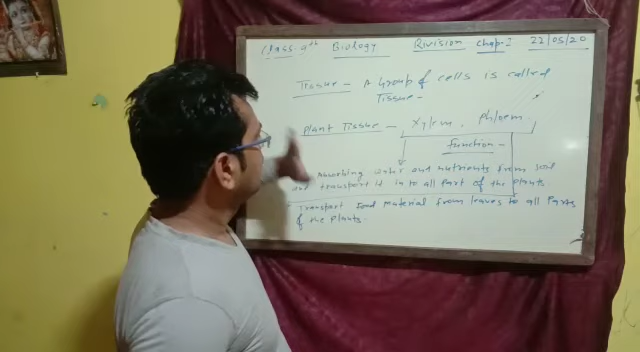 Class-9th Biology Rivision Chap-I 22/05/20
Tissue - A Group of cells is called
Tissue -
Plant Tissue - Xylem, Phloem
function -
Absorbing water and nutrients from soil
and transport it in to all Part of the Plants
Transport Food Material from leaves to all Parts
of the Plants.